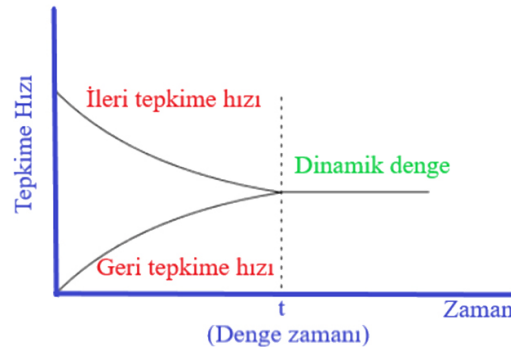 Tepkime Hızı
İleri tepkime hızı
Dinamik denge
Geri tepkime hızı
t
Zaman
(Denge zamanı)